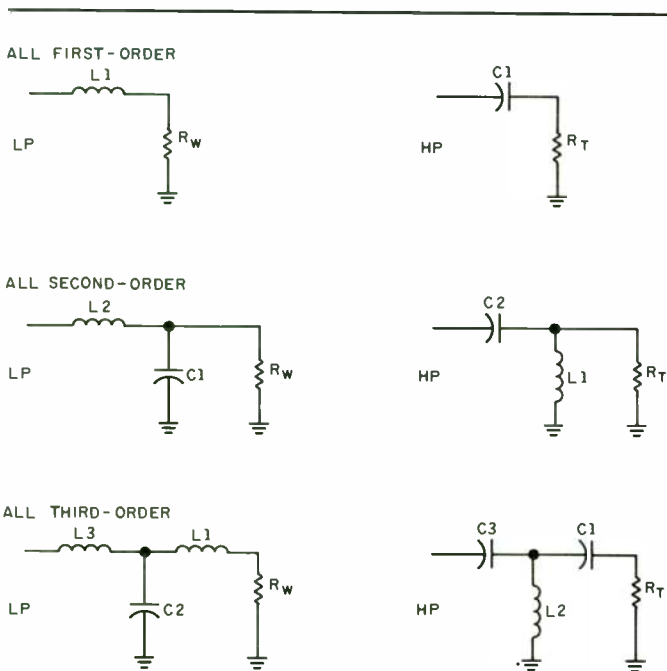 ALL FIRST-ORDER
L1
C1
LP
RW
HP
RT
ALL SECOND-ORDER
L2
C2
LP
C1
RW
HP
L1
RT
ALL THIRD-ORDER
L3
L1
C3
C1
LP
C2
RW
HP
L2
RT